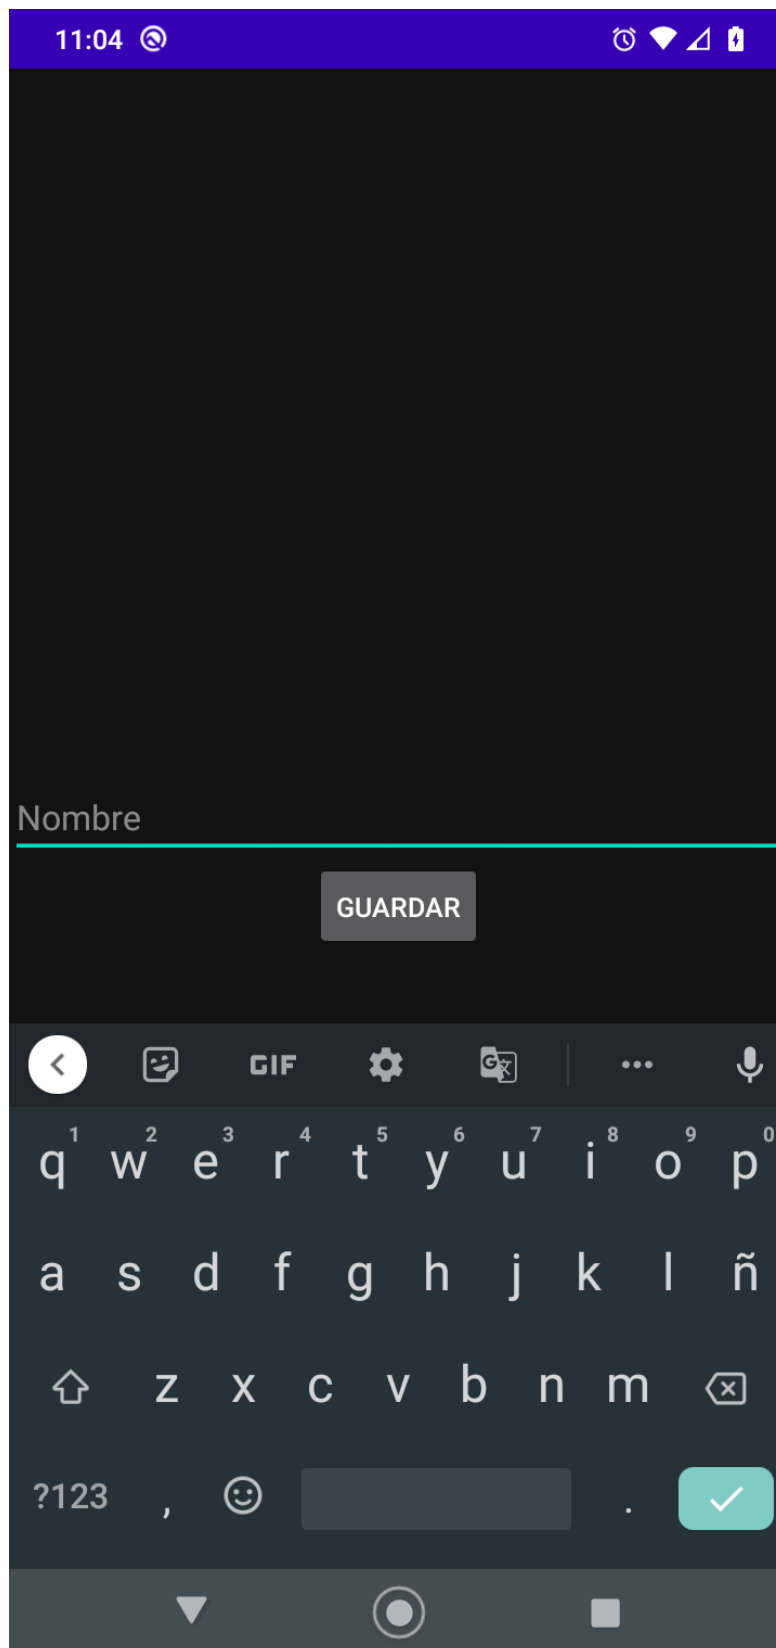 11:04
Nombre
GUARDAR
GIF
G
1 2 3 4 5 6 7 8 9 0
q w e r t y u i o p
a s d f g h j k l ñ
z x c v b n m
?123 , .